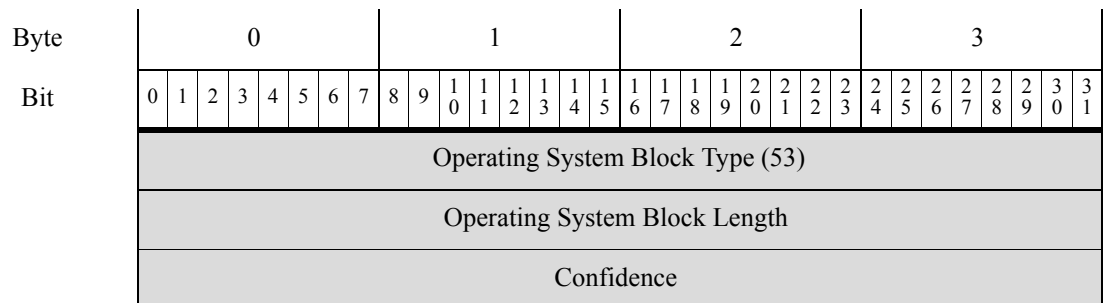 Byte 0 1 2 3
Bit 0 1 2 3 4 5 6 7 8 9 10 11 12 13 14 15 16 17 18 19 20 21 22 23 24 25 26 27 28 29 30 31
Operating System Block Type (53)
Operating System Block Length
Confidence